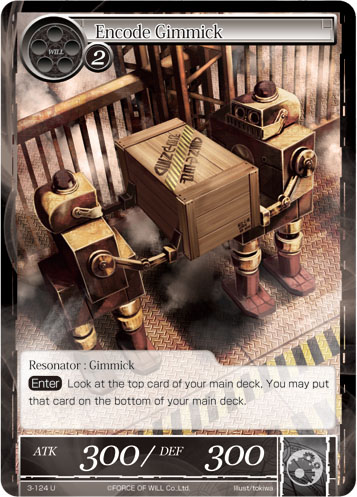 Encode Gimmick
WILL
2
Resonator : Gimmick
Enter Look at the top card of your main deck. You may put
that card on the bottom of your main deck.
ATK 300 / DEF 300
3-124 U ©FORCE OF WILL Co.,Ltd. Illust/tokiwa